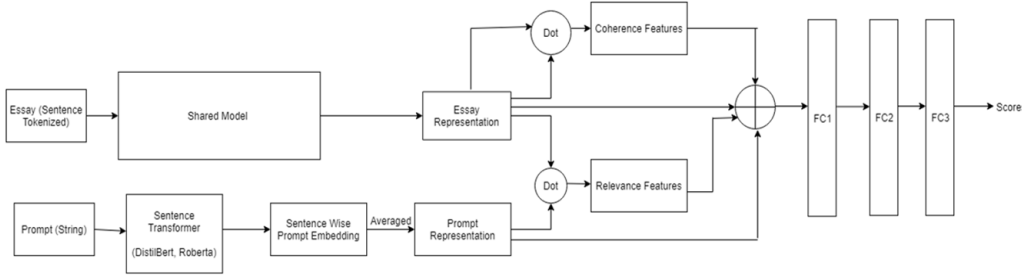 Dot
Coherence Features
Essay (Sentence
Tokenized)
Shared Model
Essay
Representation
FC1
FC2
FC3
Score
Dot
Relevance Features
Prompt (String)
Sentence
Transformer
(DistilBert, Roberta)
Sentence Wise
Prompt Embedding
Averaged
Prompt
Representation